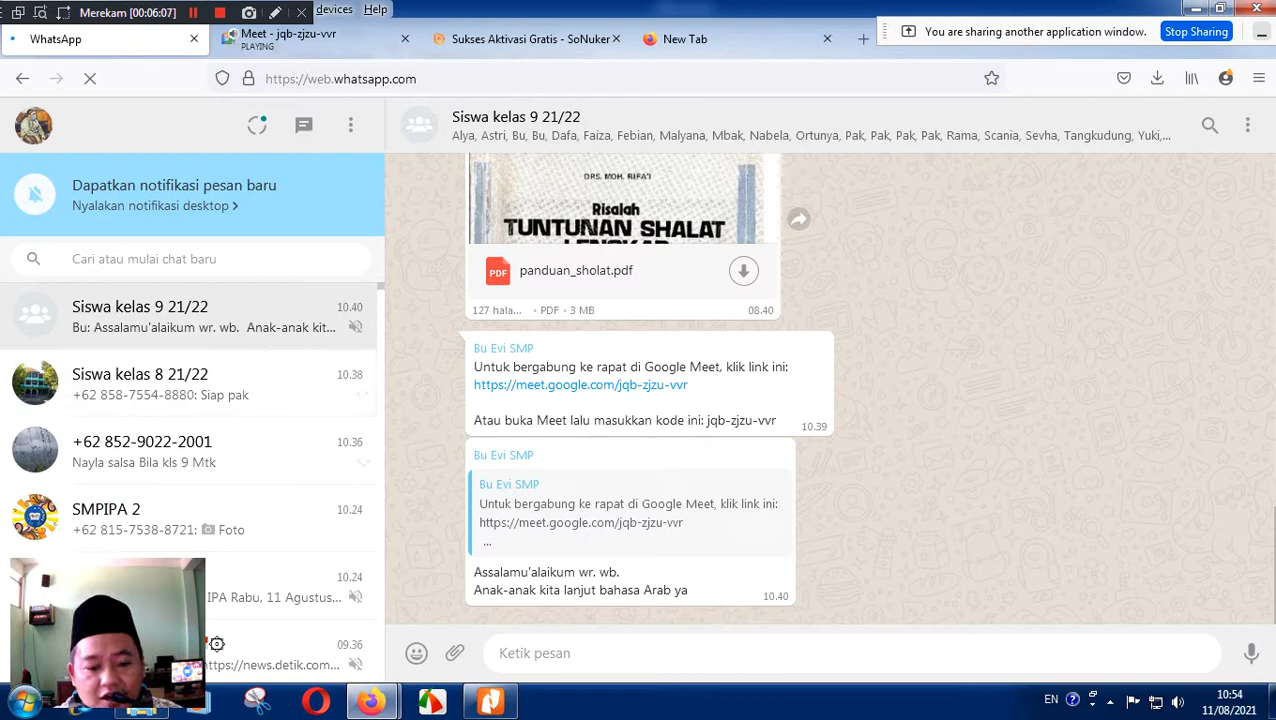 Merekam [00:06:07]
devices Help
WhatsApp
Meet - jqb-zjzu-vvr
PLAYING
Sukses Aktivasi Gratis - SoNuker
New Tab
You are sharing another application window.
Stop Sharing
https://web.whatsapp.com
Siswa kelas 9 21/22
Alya, Astri, Bu, Bu, Dafa, Faiza, Febian, Malyana, Mbak, Nabela, Ortunya, Pak, Pak, Pak, Pak, Rama, Scania, Sevha, Tangkudung, Yuki,...
Dapatkan notifikasi pesan baru
Nyalakan notifikasi desktop
Cari atau mulai chat baru
Siswa kelas 9 21/22
10.40
Bu: Assalamu'alaikum wr. wb. Anak-anak kit...
Siswa kelas 8 21/22
10.38
+62 858-7554-8880: Siap pak
+62 852-9022-2001
10.36
Nayla salsa Bila kls 9 Mtk
SMPIPA 2
10.24
+62 815-7538-8721: Foto
10.24
IPA Rabu, 11 Agustus...
09.36
https://news.detik.com...
DRS. MOH. RIFA'I
Risalah
TUNTUNAN SHALAT
LENGKAP
PDF
panduan_sholat.pdf
127 hala... • PDF • 3 MB
08.40
Bu Evi SMP
Untuk bergabung ke rapat di Google Meet, klik link ini:
https://meet.google.com/jqb-zjzu-vvr
Atau buka Meet lalu masukkan kode ini: jqb-zjzu-vvr
10.39
Bu Evi SMP
Bu Evi SMP
Untuk bergabung ke rapat di Google Meet, klik link ini:
https://meet.google.com/jqb-zjzu-vvr
...
Assalamu'alaikum wr. wb.
Anak-anak kita lanjut bahasa Arab ya
10.40
Ketik pesan
EN
10:54
11/08/2021